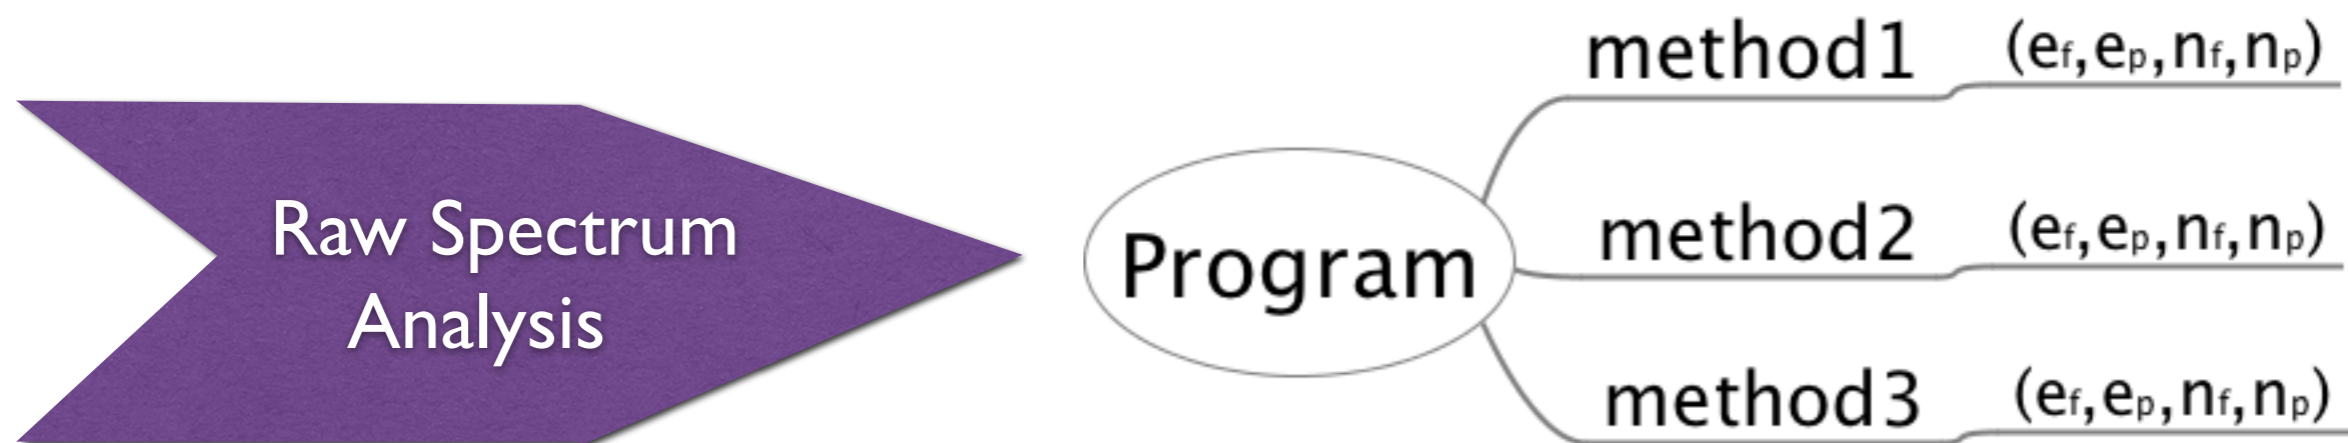 Raw Spectrum
Analysis
Program
method1 (ef,ep,nf,np)
method2 (ef,ep,nf,np)
method3 (ef,ep,nf,np)